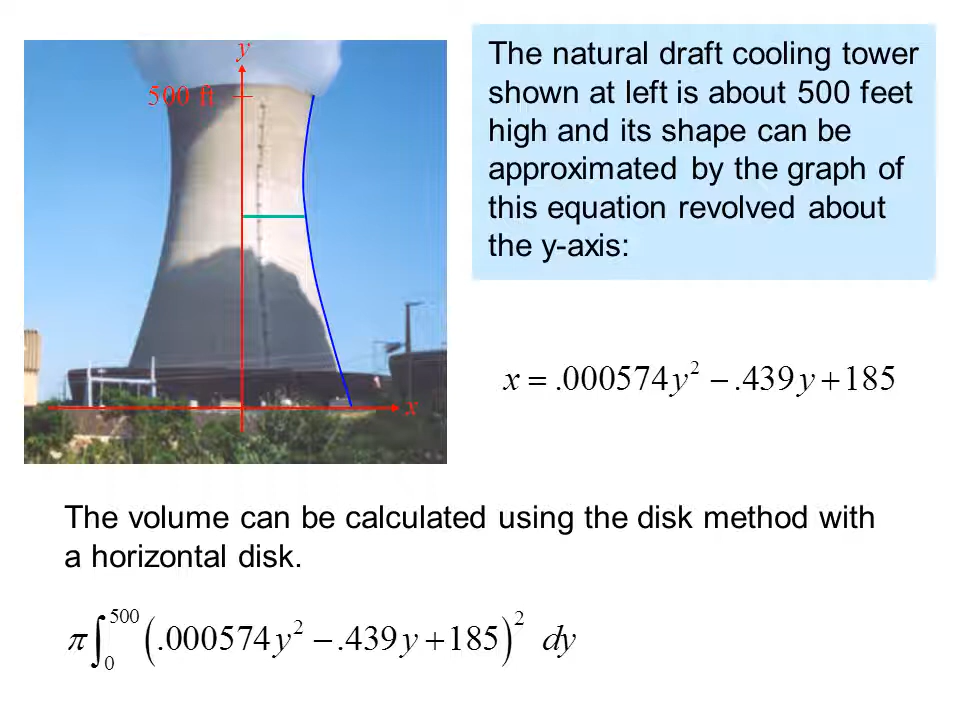 y
500 ft
x
The natural draft cooling tower
shown at left is about 500 feet
high and its shape can be
approximated by the graph of
this equation revolved about
the y-axis:
x = .000574y² − .439y + 185
The volume can be calculated using the disk method with
a horizontal disk.
π∫₀⁵⁰⁰ (.000574y² − .439y + 185)² dy